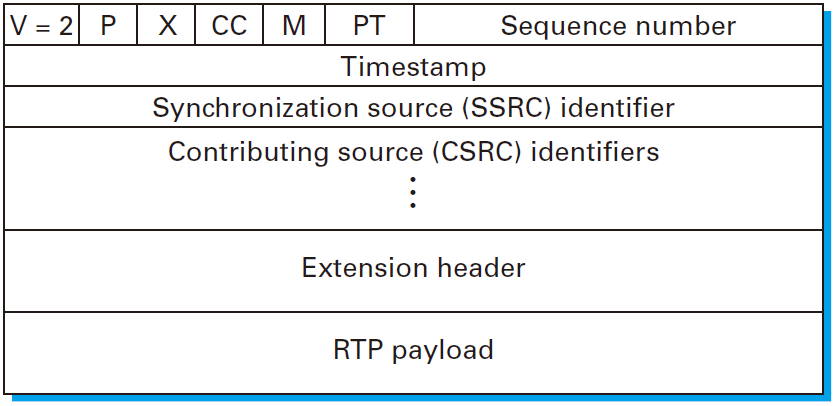 V = 2 P X CC M PT Sequence number
Timestamp
Synchronization source (SSRC) identifier
Contributing source (CSRC) identifiers
Extension header
RTP payload